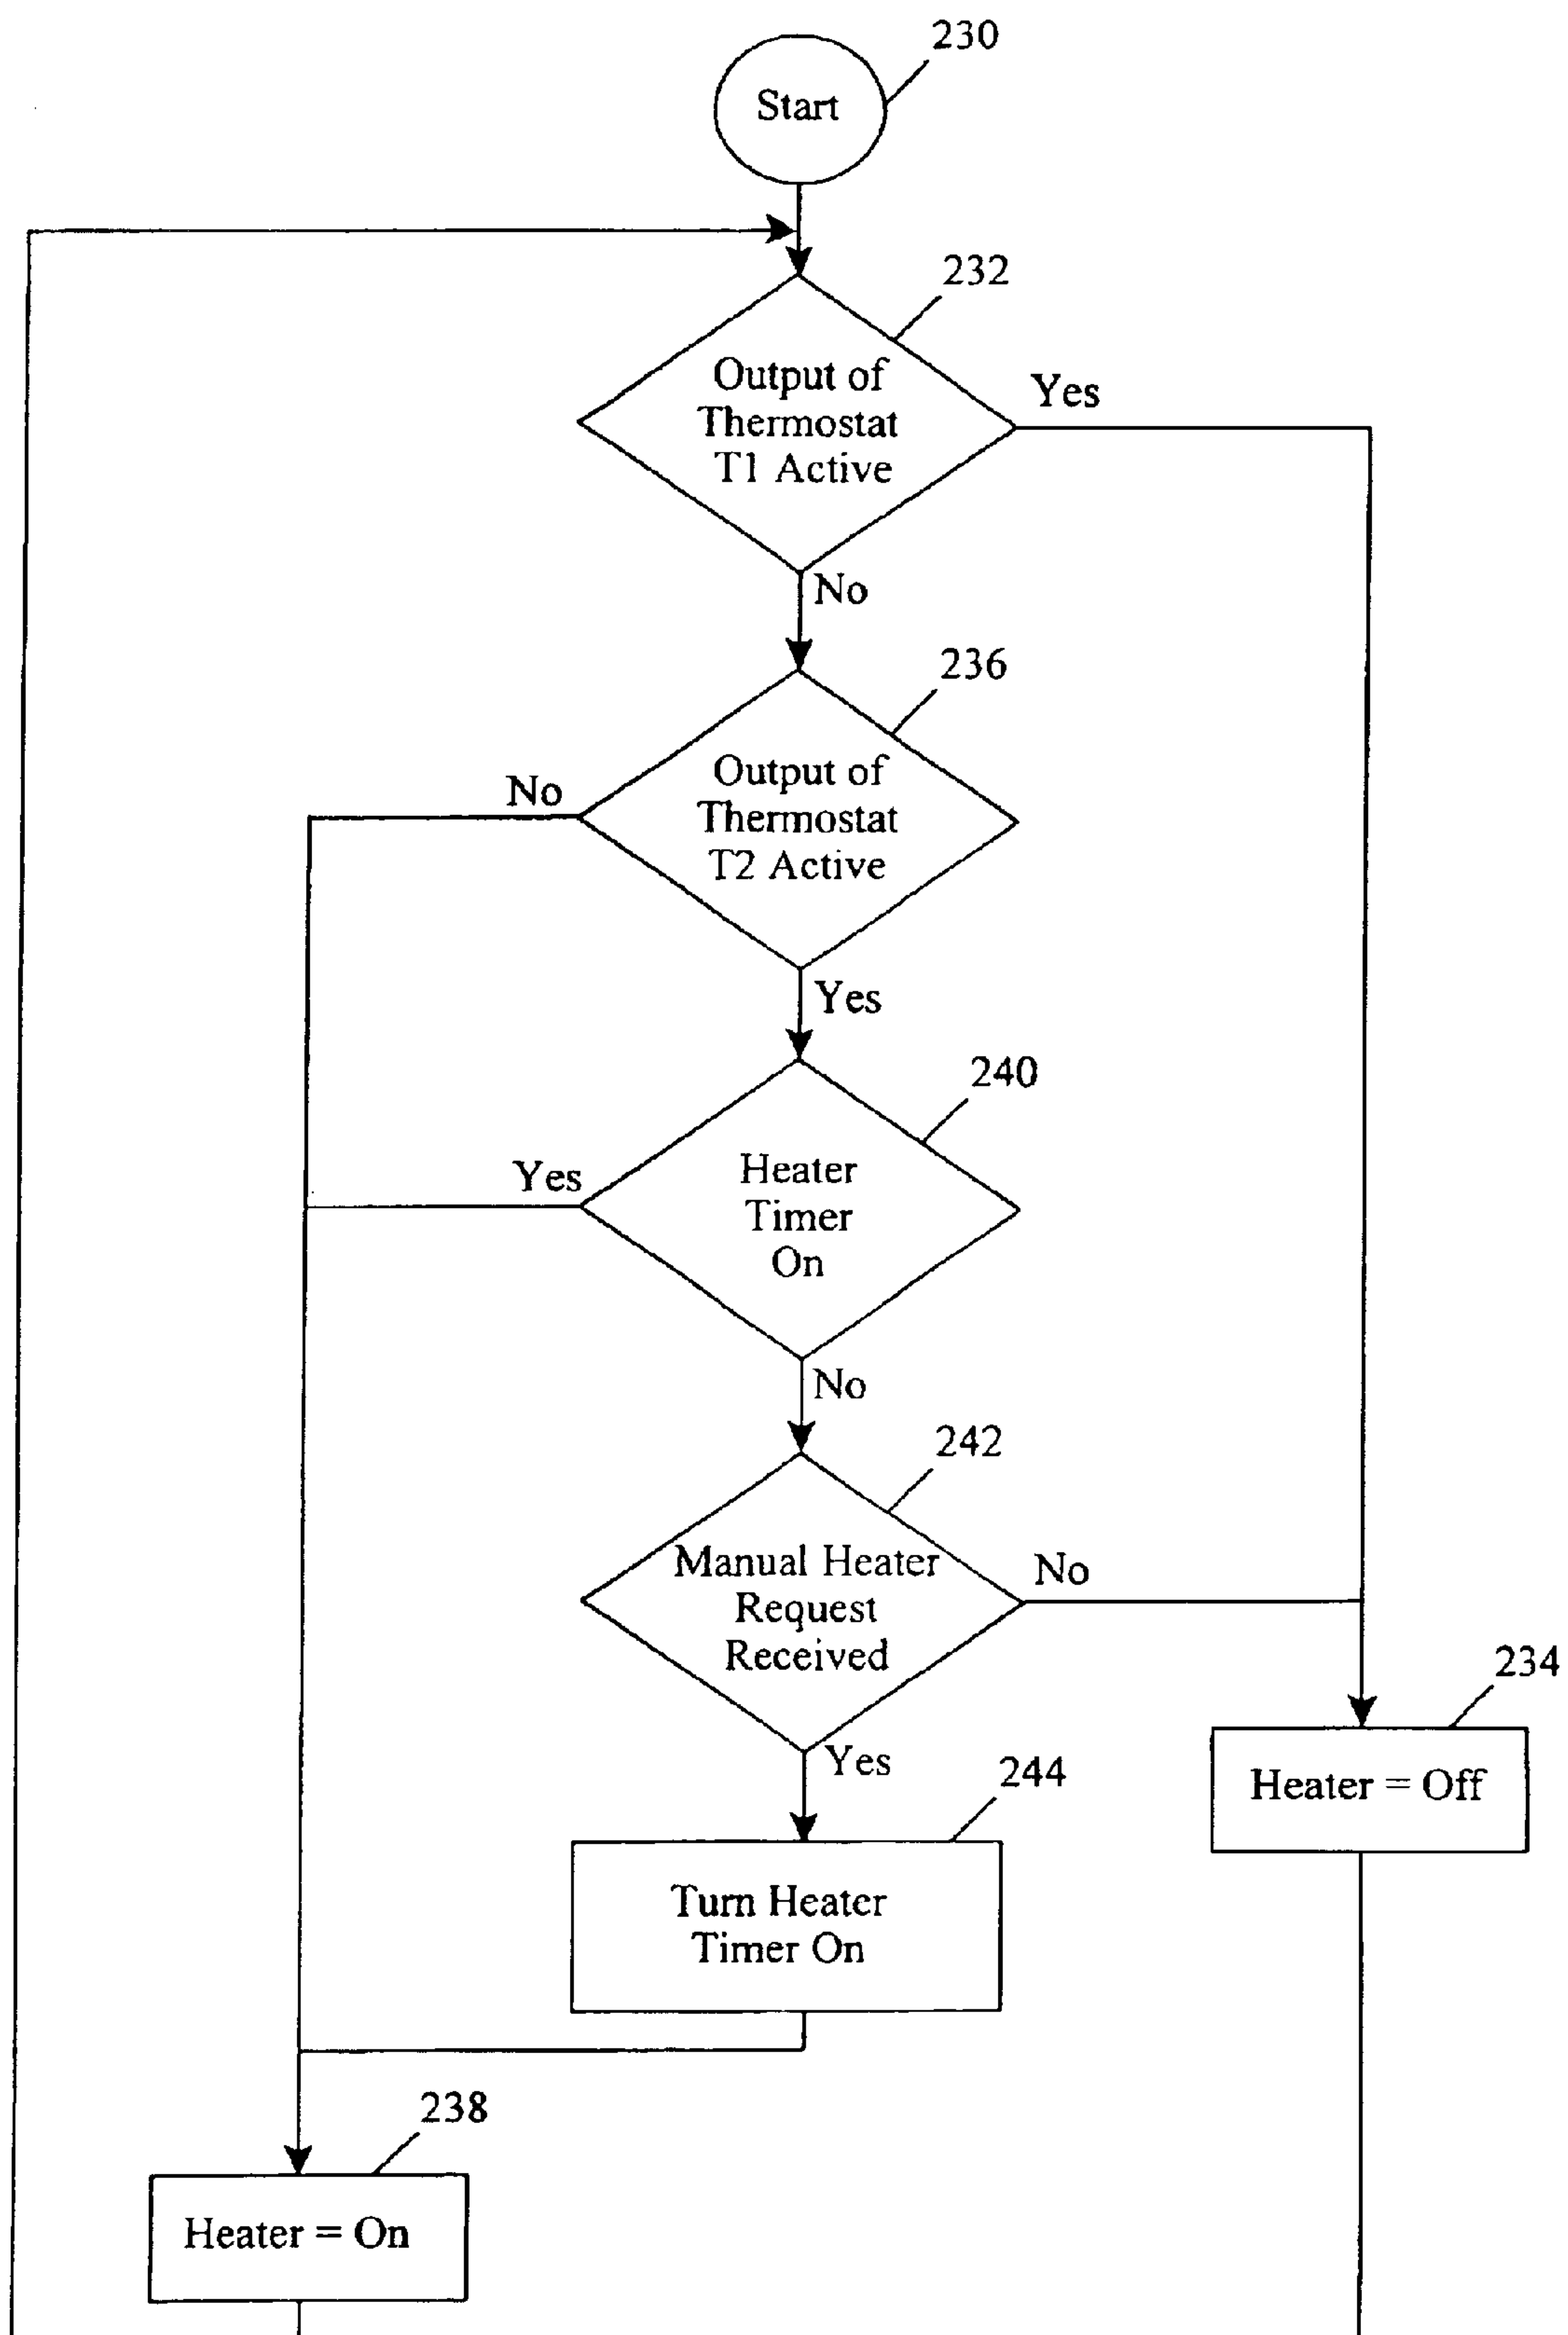 230
Start
232
Output of
Thermostat
T1 Active
Yes
No
236
Output of
Thermostat
T2 Active
No
Yes
240
Heater
Timer
On
Yes
No
242
Manual Heater
Request
Received
No
234
Heater = Off
Yes
244
Turn Heater
Timer On
238
Heater = On